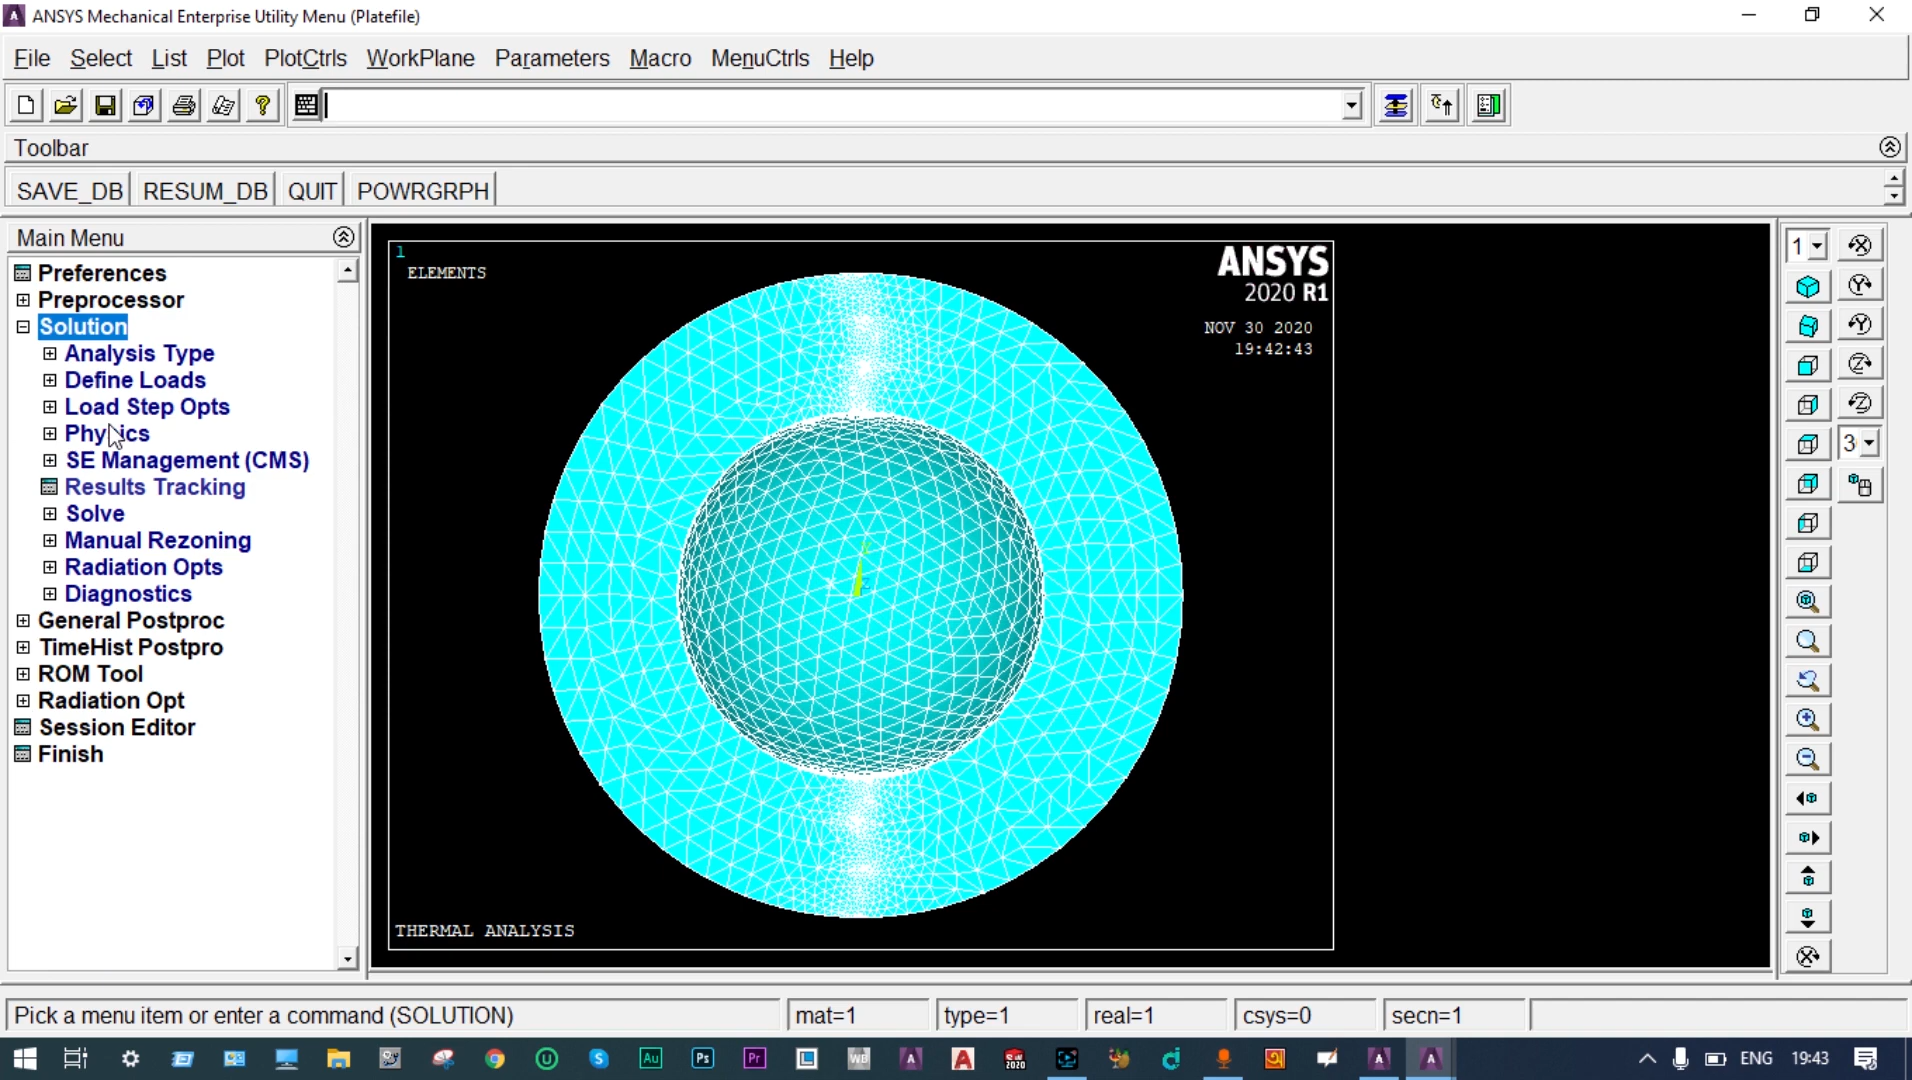 ANSYS Mechanical Enterprise Utility Menu (Platefile)
File Select List Plot PlotCtrls WorkPlane Parameters Macro MenuCtrls Help
Toolbar
SAVE_DB RESUM_DB QUIT POWRGRPH
Main Menu
Preferences
Preprocessor
Solution
Analysis Type
Define Loads
Load Step Opts
Physics
SE Management (CMS)
Results Tracking
Solve
Manual Rezoning
Radiation Opts
Diagnostics
General Postproc
TimeHist Postpro
ROM Tool
Radiation Opt
Session Editor
Finish
1
ELEMENTS
ANSYS
2020 R1
NOV 30 2020
19:42:43
THERMAL ANALYSIS
1
3
Pick a menu item or enter a command (SOLUTION) mat=1 type=1 real=1 csys=0 secn=1
Au Ps Pr L WB ENG 19:43